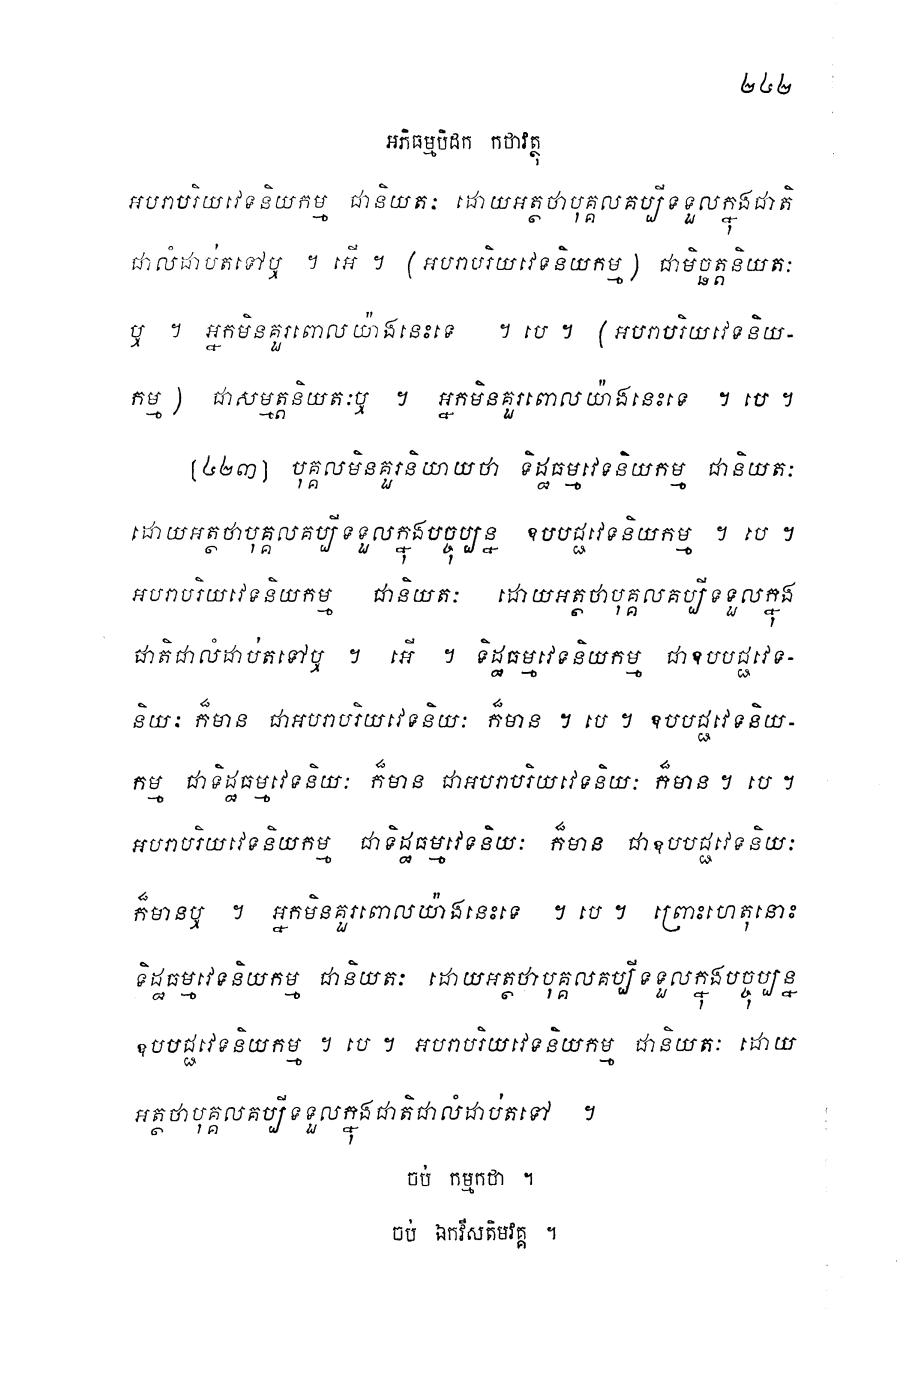 ២៤២
អភិធម្មបិដក កថាវត្ថុ
អបរាបរិយវេទនិយកម្ម ជានិយតៈ ដោយអត្ថថាបុគ្គលគប្បីទទួលក្នុងជាតិ
ជាលំដាប់តទៅឬ ។ អើ ។ (អបរាបរិយវេទនិយកម្ម) ជាមិច្ឆត្តនិយតៈ
ឬ ។ អ្នកមិនគួរពោលយ៉ាងនេះទេ ។ បេ ។ (អបរាបរិយវេទនិយ-
កម្ម) ជាសម្មត្តនិយតៈឬ ។ អ្នកមិនគួរពោលយ៉ាងនេះទេ ។ បេ ។
[៤២៣] បុគ្គលមិនគួរនិយាយថា ទិដ្ឋធម្មវេទនិយកម្ម ជានិយតៈ
ដោយអត្ថថាបុគ្គលគប្បីទទួលក្នុងបច្ចុប្បន្ន ឧបបជ្ជវេទនិយកម្ម ។ បេ ។
អបរាបរិយវេទនិយកម្ម ជានិយតៈ ដោយអត្ថថាបុគ្គលគប្បីទទួលក្នុង
ជាតិជាលំដាប់តទៅឬ ។ អើ ។ ទិដ្ឋធម្មវេទនិយកម្ម ជាឧបបជ្ជវេទ-
និយៈ ក៏មាន ជាអបរាបរិយវេទនិយៈ ក៏មាន ។ បេ ។ ឧបបជ្ជវេទនិយ-
កម្ម ជាទិដ្ឋធម្មវេទនិយៈ ក៏មាន ជាអបរាបរិយវេទនិយៈ ក៏មាន ។ បេ ។
អបរាបរិយវេទនិយកម្ម ជាទិដ្ឋធម្មវេទនិយៈ ក៏មាន ជាឧបបជ្ជវេទនិយៈ
ក៏មានឬ ។ អ្នកមិនគួរពោលយ៉ាងនេះទេ ។ បេ ។ ព្រោះហេតុនោះ
ទិដ្ឋធម្មវេទនិយកម្ម ជានិយតៈ ដោយអត្ថថាបុគ្គលគប្បីទទួលក្នុងបច្ចុប្បន្ន
ឧបបជ្ជវេទនិយកម្ម ។ បេ ។ អបរាបរិយវេទនិយកម្ម ជានិយតៈ ដោយ
អត្ថថាបុគ្គលគប្បីទទួលក្នុងជាតិជាលំដាប់តទៅ ។
ចប់ កម្មកថា ។
ចប់ ឯកវីសតិមវគ្គ ។